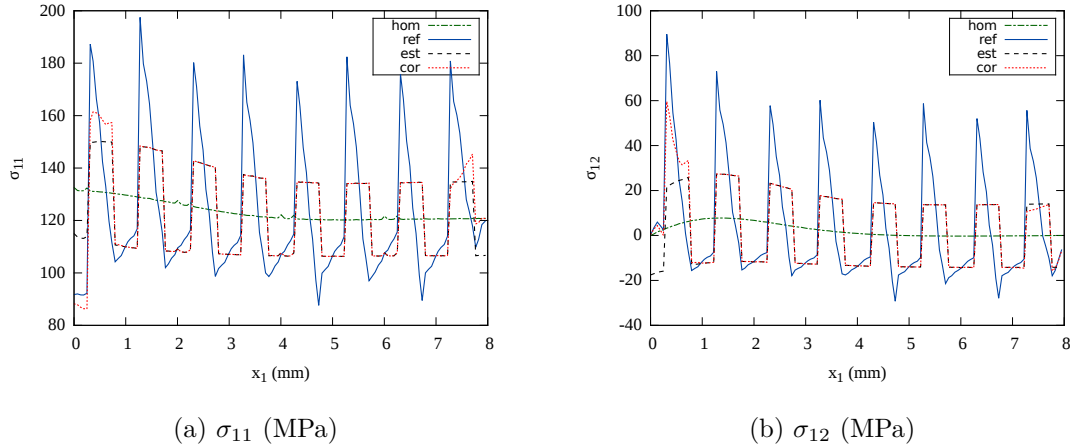 200
180
160
140
120
100
80
σ11
0 1 2 3 4 5 6 7 8
x1 (mm)
hom
ref
est
cor
(a) σ11 (MPa)
100
80
60
40
20
0
-20
-40
σ12
0 1 2 3 4 5 6 7 8
x1 (mm)
hom
ref
est
cor
(b) σ12 (MPa)